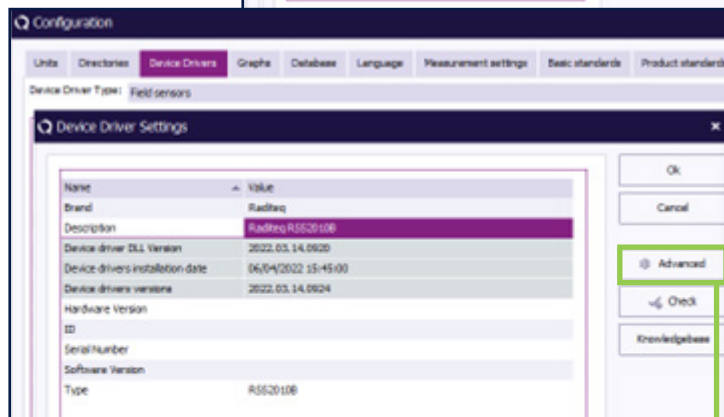 Configuration
Units Directories Device Drivers Graphs Database Language Measurement settings Basic standards Product standards
Device Driver Type: Field sensors
Device Driver Settings
Name Value
Brand Raditeq
Description Raditeq RSS2010B
Device driver DLL Version 2022.03.14.0920
Device drivers installation date 06/04/2022 15:45:00
Device drivers versions 2022.03.14.0924
Hardware Version
ID
Serial Number
Software Version
Type RSS2010B
Ok
Cancel
Advanced
Check
Knowledgebase